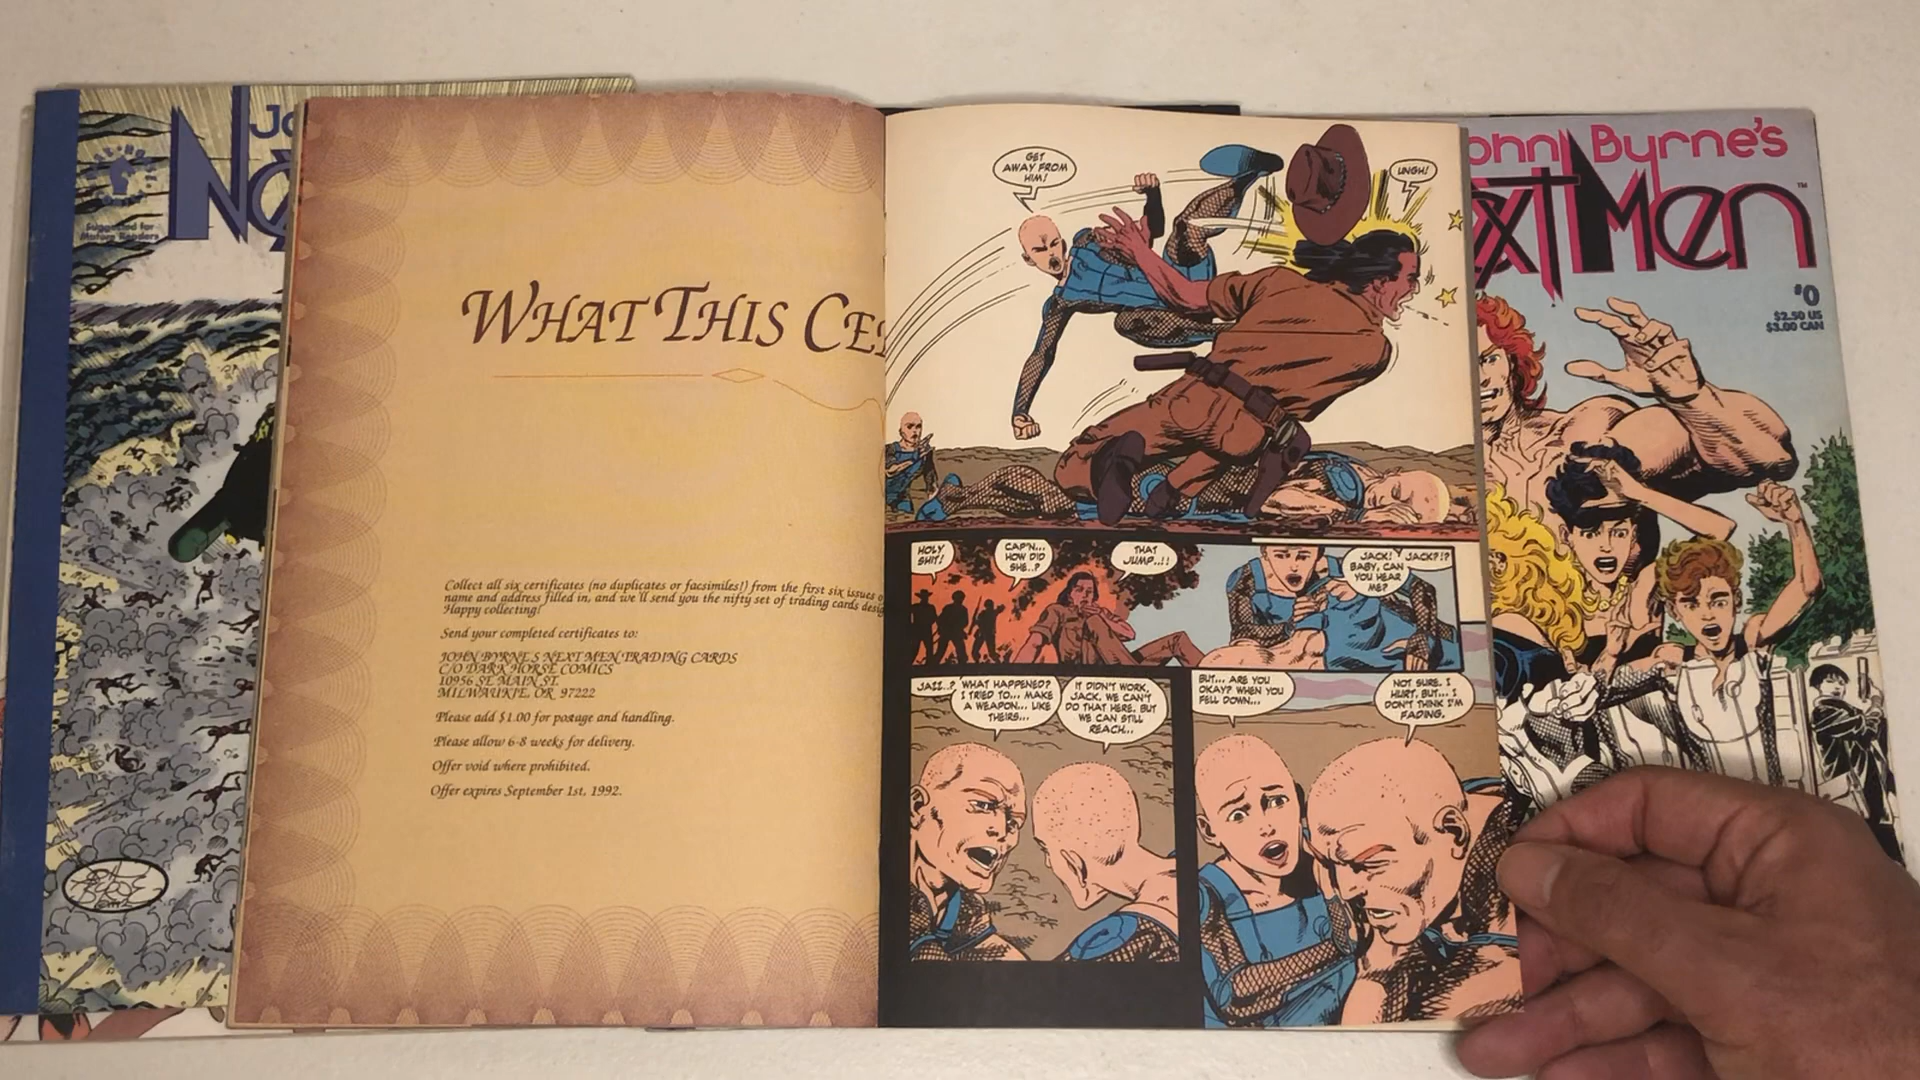 Suggested for
Mature Readers
WHAT THIS
Collect all six certificates (no duplicates or facsimiles!) from the first six issues
name and address filled in, and we'll send you the nifty set of trading cards
Happy collecting!
Send your completed certificates to:
JOHN BYRNE'S NEXT MEN TRADING CARDS
C/O DARK HORSE COMICS
10956 SE. MAIN ST.
MILWAUKIE, OR 97222
Please add $1.00 for postage and handling.
Please allow 6-8 weeks for delivery.
Offer void where prohibited.
Offer expires September 1st, 1992.
GET
AWAY FROM
HIM!
UNGH!
HOLY
SHIT!
CAP'N...
HOW DID
SHE..?
THAT
JUMP..!!
JACK! JACK?!?
BABY, CAN
YOU HEAR
ME?
JAZZ..?
WHAT HAPPENED?
I TRIED TO... MAKE
A WEAPON... LIKE
THEIRS...
IT DIDN'T WORK,
JACK. WE CAN'T
DO THAT HERE. BUT
WE CAN STILL
REACH...
BUT... ARE YOU
OKAY? WHEN YOU
FELL DOWN...
NOT SURE. I
HURT, BUT... I
DON'T THINK I'M
FADING.
ohn Byrne's
ext Men
TM
#0
$2.50 US
$3.00 CAN